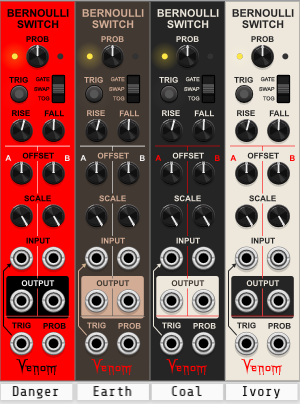 BERNOULLI
SWITCH
PROB
TRIG
GATE
SWAP
TOG
RISE FALL
A OFFSET B
SCALE
INPUT
OUTPUT
TRIG PROB
Venom
Danger
BERNOULLI
SWITCH
PROB
TRIG
GATE
SWAP
TOG
RISE FALL
A OFFSET B
SCALE
INPUT
OUTPUT
TRIG PROB
Venom
Earth
BERNOULLI
SWITCH
PROB
TRIG
GATE
SWAP
TOG
RISE FALL
A OFFSET B
SCALE
INPUT
OUTPUT
TRIG PROB
Venom
Coal
BERNOULLI
SWITCH
PROB
TRIG
GATE
SWAP
TOG
RISE FALL
A OFFSET B
SCALE
INPUT
OUTPUT
TRIG PROB
Venom
Ivory